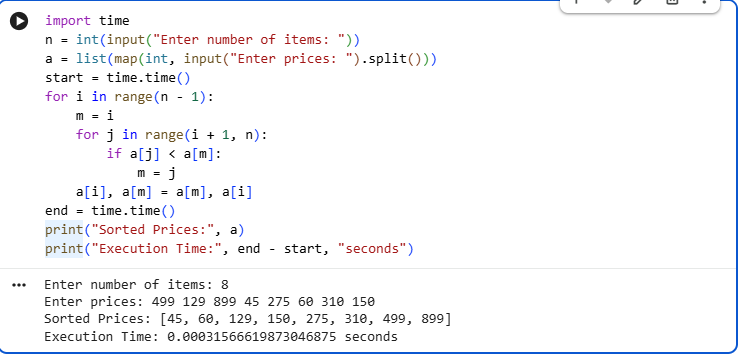 import time
n = int(input("Enter number of items: "))
a = list(map(int, input("Enter prices: ").split()))
start = time.time()
for i in range(n - 1):
    m = i
    for j in range(i + 1, n):
        if a[j] < a[m]:
            m = j
    a[i], a[m] = a[m], a[i]
end = time.time()
print("Sorted Prices:", a)
print("Execution Time:", end - start, "seconds")
Enter number of items: 8
Enter prices: 499 129 899 45 275 60 310 150
Sorted Prices: [45, 60, 129, 150, 275, 310, 499, 899]
Execution Time: 0.00031566619873046875 seconds